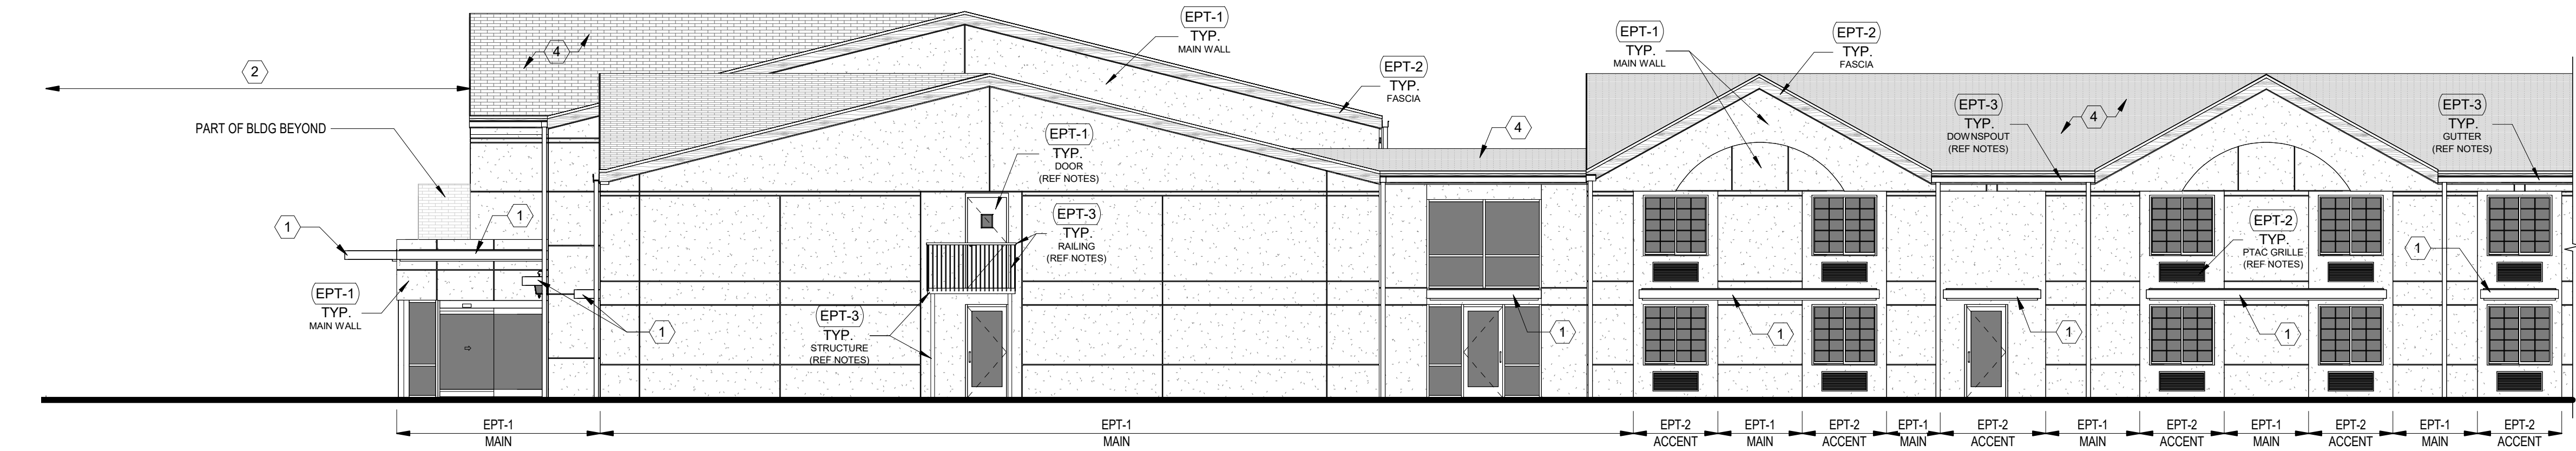 EPT-1
TYP.
MAIN WALL
EPT-1
TYP.
MAIN WALL
EPT-2
TYP.
FASCIA
4
2
EPT-2
TYP.
FASCIA
EPT-3
TYP.
DOWNSPOUT
(REF NOTES)
4
EPT-3
TYP.
GUTTER
(REF NOTES)
PART OF BLDG BEYOND
EPT-1
TYP.
DOOR
(REF NOTES)
4
1
1
EPT-3
TYP.
RAILING
(REF NOTES)
EPT-2
TYP.
PTAC GRILLE
(REF NOTES)
1
EPT-1
TYP.
MAIN WALL
EPT-3
TYP.
STRUCTURE
(REF NOTES)
1
1
1
1
1
EPT-1
MAIN
EPT-1
MAIN
EPT-2
ACCENT
EPT-1
MAIN
EPT-2
ACCENT
EPT-1
MAIN
EPT-2
ACCENT
EPT-1
MAIN
EPT-2
ACCENT
EPT-1
MAIN
EPT-2
ACCENT
EPT-1
MAIN
EPT-2
ACCENT